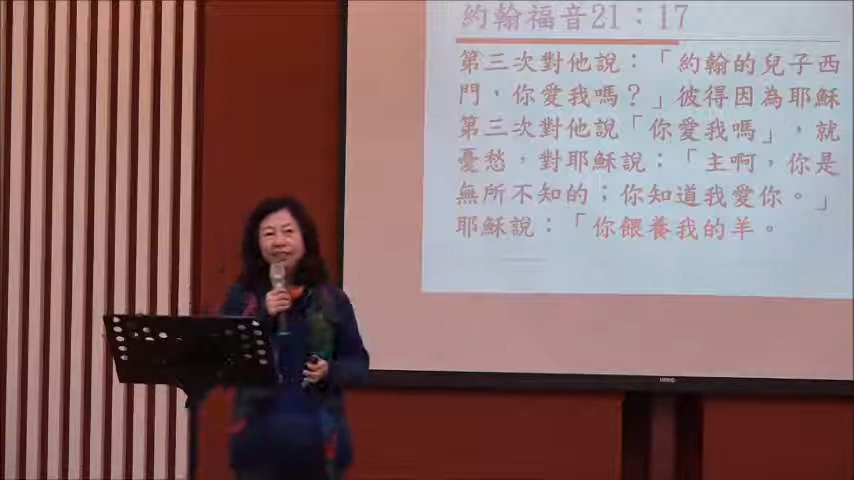 約翰福音21：17
第三次對他說：「約翰的兒子西
門，你愛我嗎？」彼得因為耶穌
第三次對他說「你愛我嗎」，就
憂愁，對耶穌說：「主啊，你是
無所不知的；你知道我愛你。」
耶穌說：「你餵養我的羊。